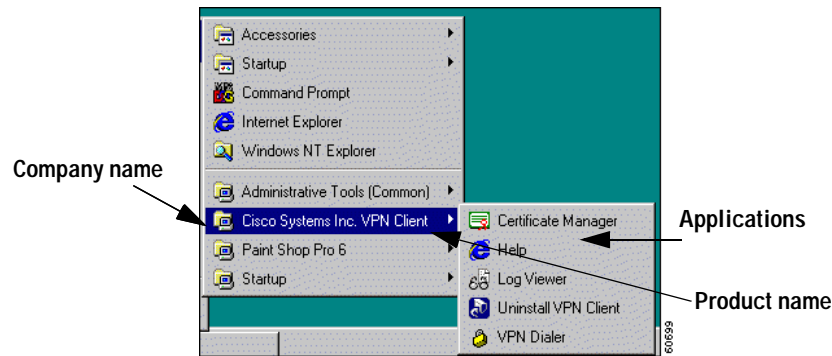 Accessories
Startup
Command Prompt
Internet Explorer
Windows NT Explorer
Company name
Administrative Tools (Common)
Cisco Systems Inc. VPN Client
Paint Shop Pro 6
Startup
Certificate Manager
Help
Log Viewer
Uninstall VPN Client
VPN Dialer
Applications
Product name
60699